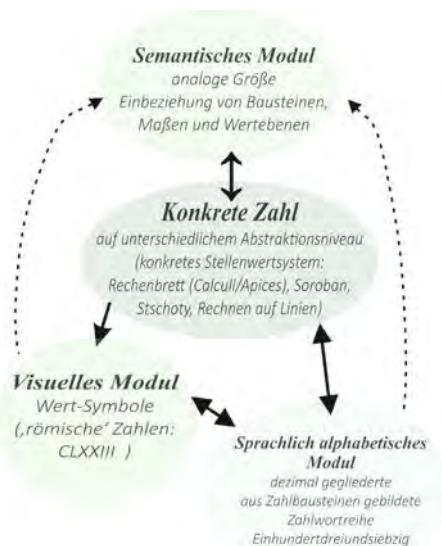 Semantisches Modul
analoge Größe
Einbeziehung von Bausteinen,
Maßen und Wertebenen
Konkrete Zahl
auf unterschiedlichem Abstraktionsniveau
(konkretes Stellenwertsystem:
Rechenbrett (Calculi/Apices), Soroban,
Stschoty, Rechnen auf Linien)
Visuelles Modul
Wert-Symbole
(‚römische‘ Zahlen:
CLXXIII )
Sprachlich alphabetisches
Modul
dezimal gegliederte
aus Zahlbausteinen gebildete
Zahlwortreihe
Einhundertdreiundsiebzig